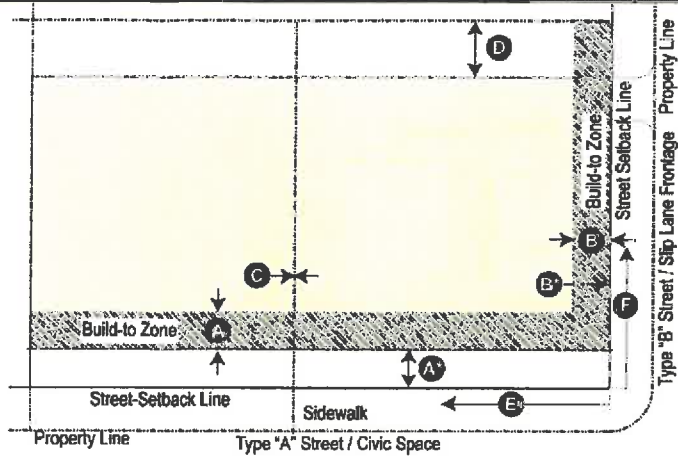 D
Property Line
Street Setback Line
Build-to Zone
B
C
B*
F
Type "B" Street / Slip Lane Frontage
Build-to Zone
A
A*
Street-Setback Line
Sidewalk
E*
Property Line
Type "A" Street / Civic Space